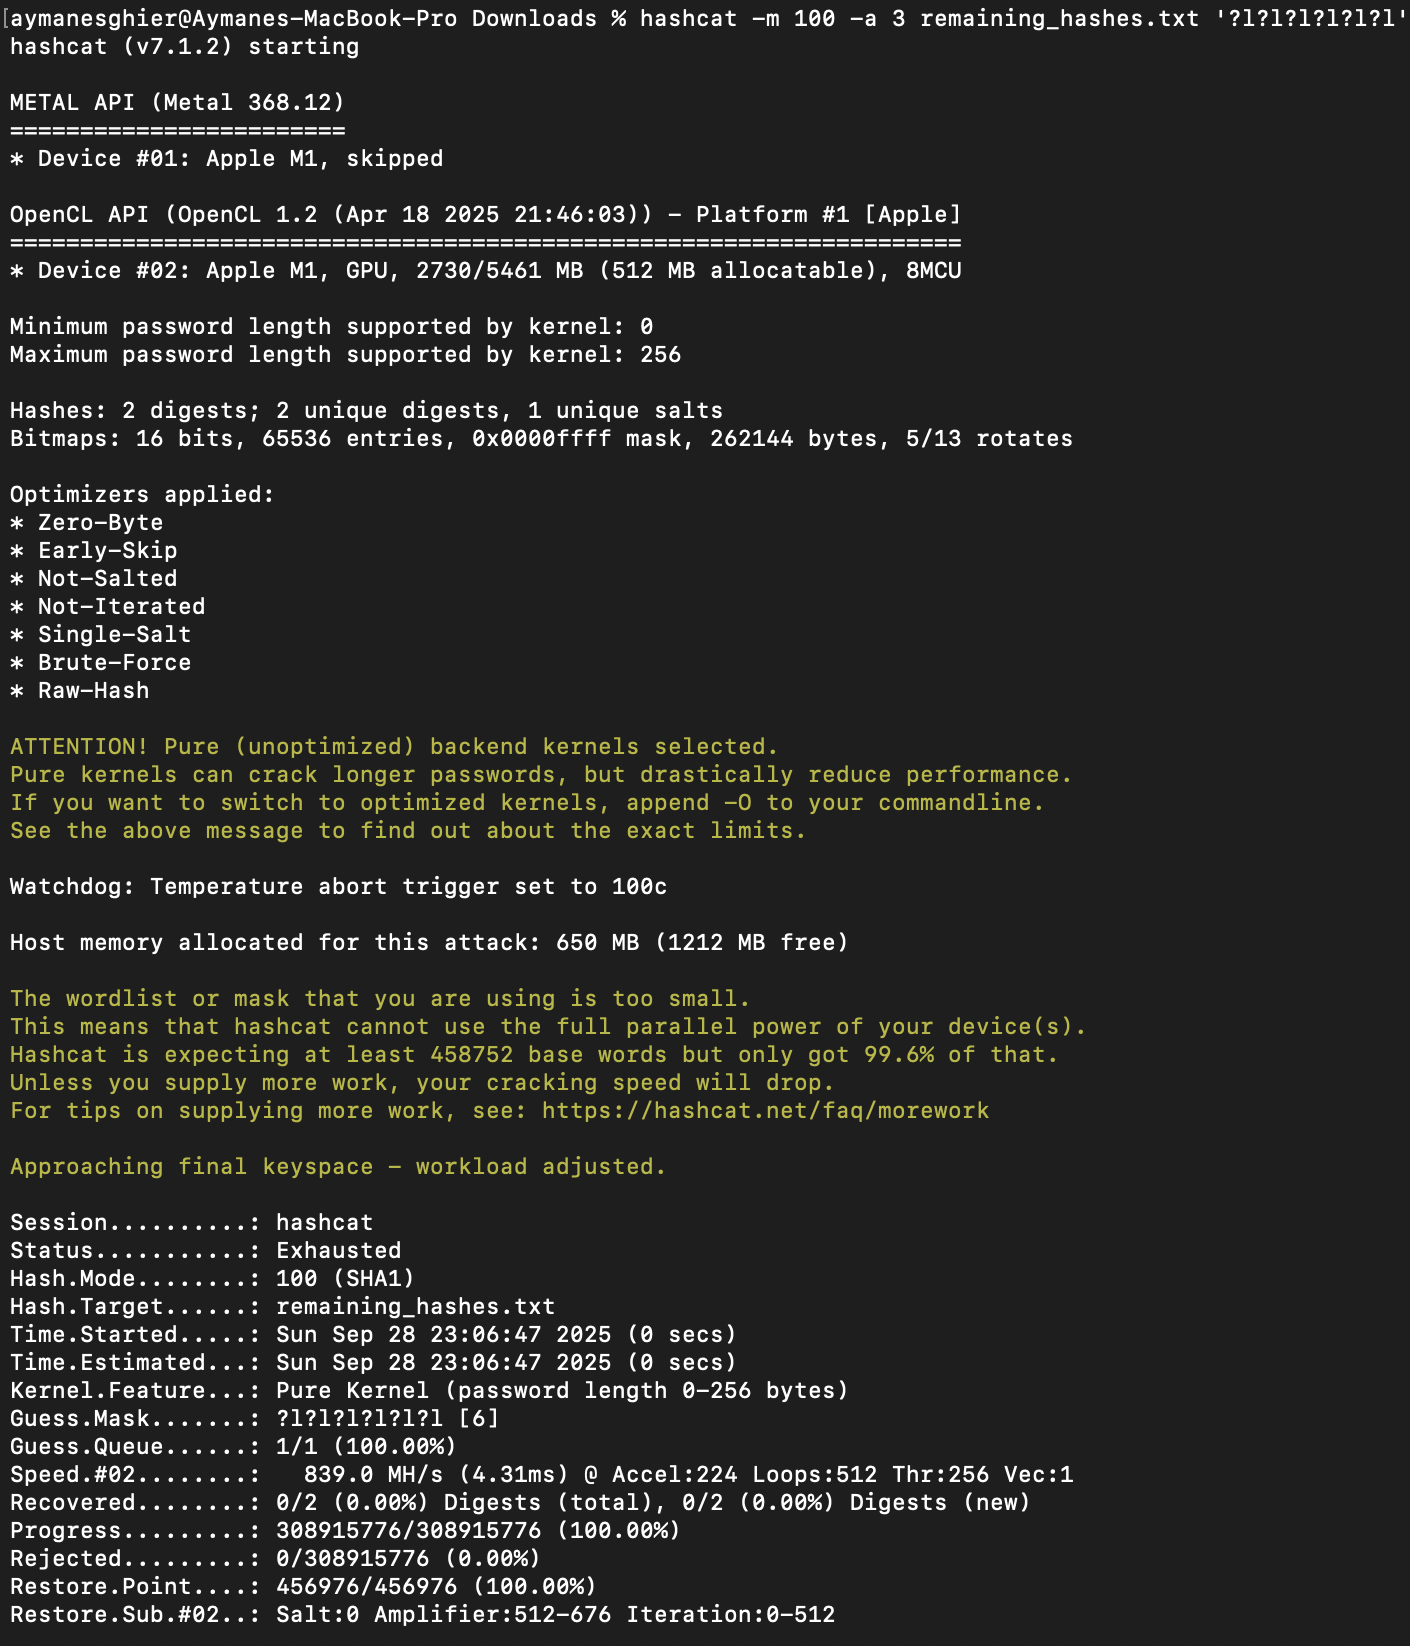 [aymanesghier@Aymanes-MacBook-Pro Downloads % hashcat -m 100 -a 3 remaining_hashes.txt '?l?l?l?l?l?l'
hashcat (v7.1.2) starting
METAL API (Metal 368.12)
========================
* Device #01: Apple M1, skipped
OpenCL API (OpenCL 1.2 (Apr 18 2025 21:46:03)) - Platform #1 [Apple]
====================================================================
* Device #02: Apple M1, GPU, 2730/5461 MB (512 MB allocatable), 8MCU
Minimum password length supported by kernel: 0
Maximum password length supported by kernel: 256
Hashes: 2 digests; 2 unique digests, 1 unique salts
Bitmaps: 16 bits, 65536 entries, 0x0000ffff mask, 262144 bytes, 5/13 rotates
Optimizers applied:
* Zero-Byte
* Early-Skip
* Not-Salted
* Not-Iterated
* Single-Salt
* Brute-Force
* Raw-Hash
ATTENTION! Pure (unoptimized) backend kernels selected.
Pure kernels can crack longer passwords, but drastically reduce performance.
If you want to switch to optimized kernels, append -O to your commandline.
See the above message to find out about the exact limits.
Watchdog: Temperature abort trigger set to 100c
Host memory allocated for this attack: 650 MB (1212 MB free)
The wordlist or mask that you are using is too small.
This means that hashcat cannot use the full parallel power of your device(s).
Hashcat is expecting at least 458752 base words but only got 99.6% of that.
Unless you supply more work, your cracking speed will drop.
For tips on supplying more work, see: https://hashcat.net/faq/morework
Approaching final keyspace - workload adjusted.
Session..........: hashcat
Status...........: Exhausted
Hash.Mode........: 100 (SHA1)
Hash.Target......: remaining_hashes.txt
Time.Started.....: Sun Sep 28 23:06:47 2025 (0 secs)
Time.Estimated...: Sun Sep 28 23:06:47 2025 (0 secs)
Kernel.Feature...: Pure Kernel (password length 0-256 bytes)
Guess.Mask.......: ?l?l?l?l?l?l [6]
Guess.Queue......: 1/1 (100.00%)
Speed.#02........:   839.0 MH/s (4.31ms) @ Accel:224 Loops:512 Thr:256 Vec:1
Recovered........: 0/2 (0.00%) Digests (total), 0/2 (0.00%) Digests (new)
Progress.........: 308915776/308915776 (100.00%)
Rejected.........: 0/308915776 (0.00%)
Restore.Point....: 456976/456976 (100.00%)
Restore.Sub.#02..: Salt:0 Amplifier:512-676 Iteration:0-512